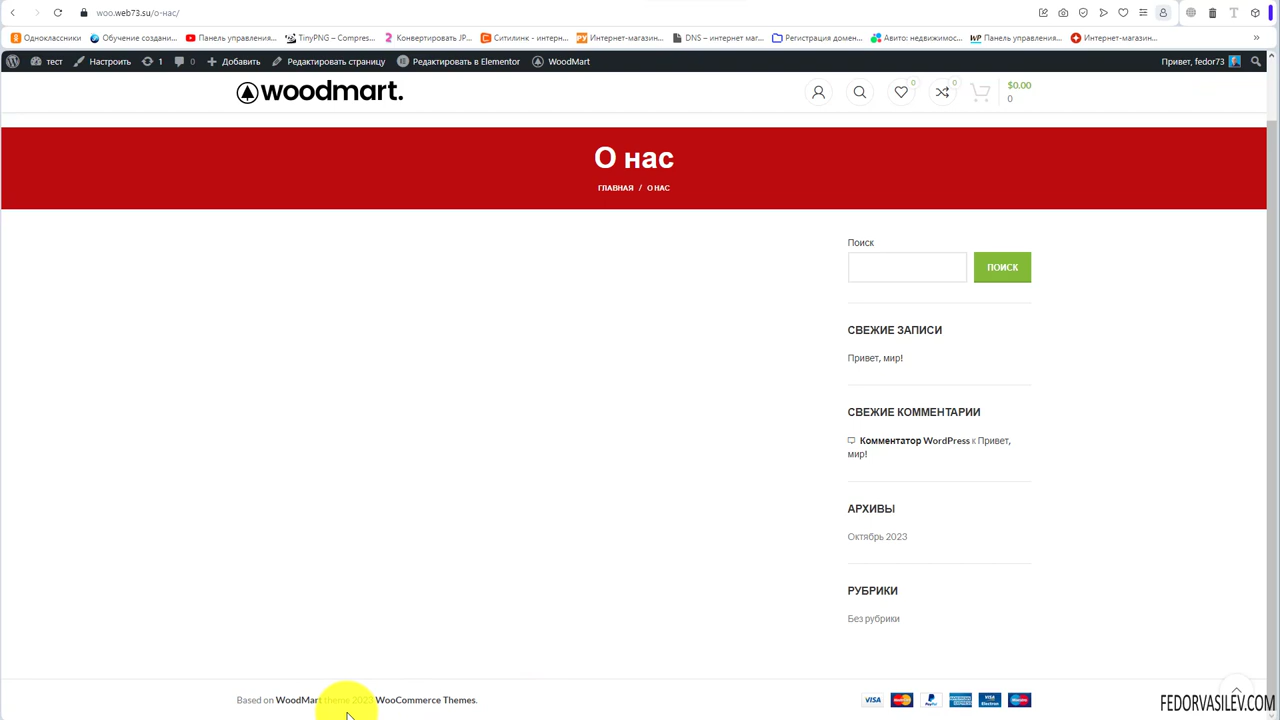 woo.web73.su/о-нас/
Одноклассники Обучение создани... Панель управления... TinyPNG – Compres... Конвертировать JP... Ситилинк - интерн... Интернет-магазин... DNS – интернет маг... Регистрация домен... Авито: недвижимос... Панель управления... Интернет-магазин... »
тест Настроить 1 0 Добавить Редактировать страницу Редактировать в Elementor WoodMart Привет, fedor73
woodmart. 0 0 $0.00
0
О нас
ГЛАВНАЯ / О НАС
Поиск
ПОИСК
СВЕЖИЕ ЗАПИСИ
Привет, мир!
СВЕЖИЕ КОММЕНТАРИИ
Комментатор WordPress к Привет,
мир!
АРХИВЫ
Октябрь 2023
РУБРИКИ
Без рубрики
Based on WoodMart theme 2023 WooCommerce Themes.
VISA
FEDORVASILEV.COM